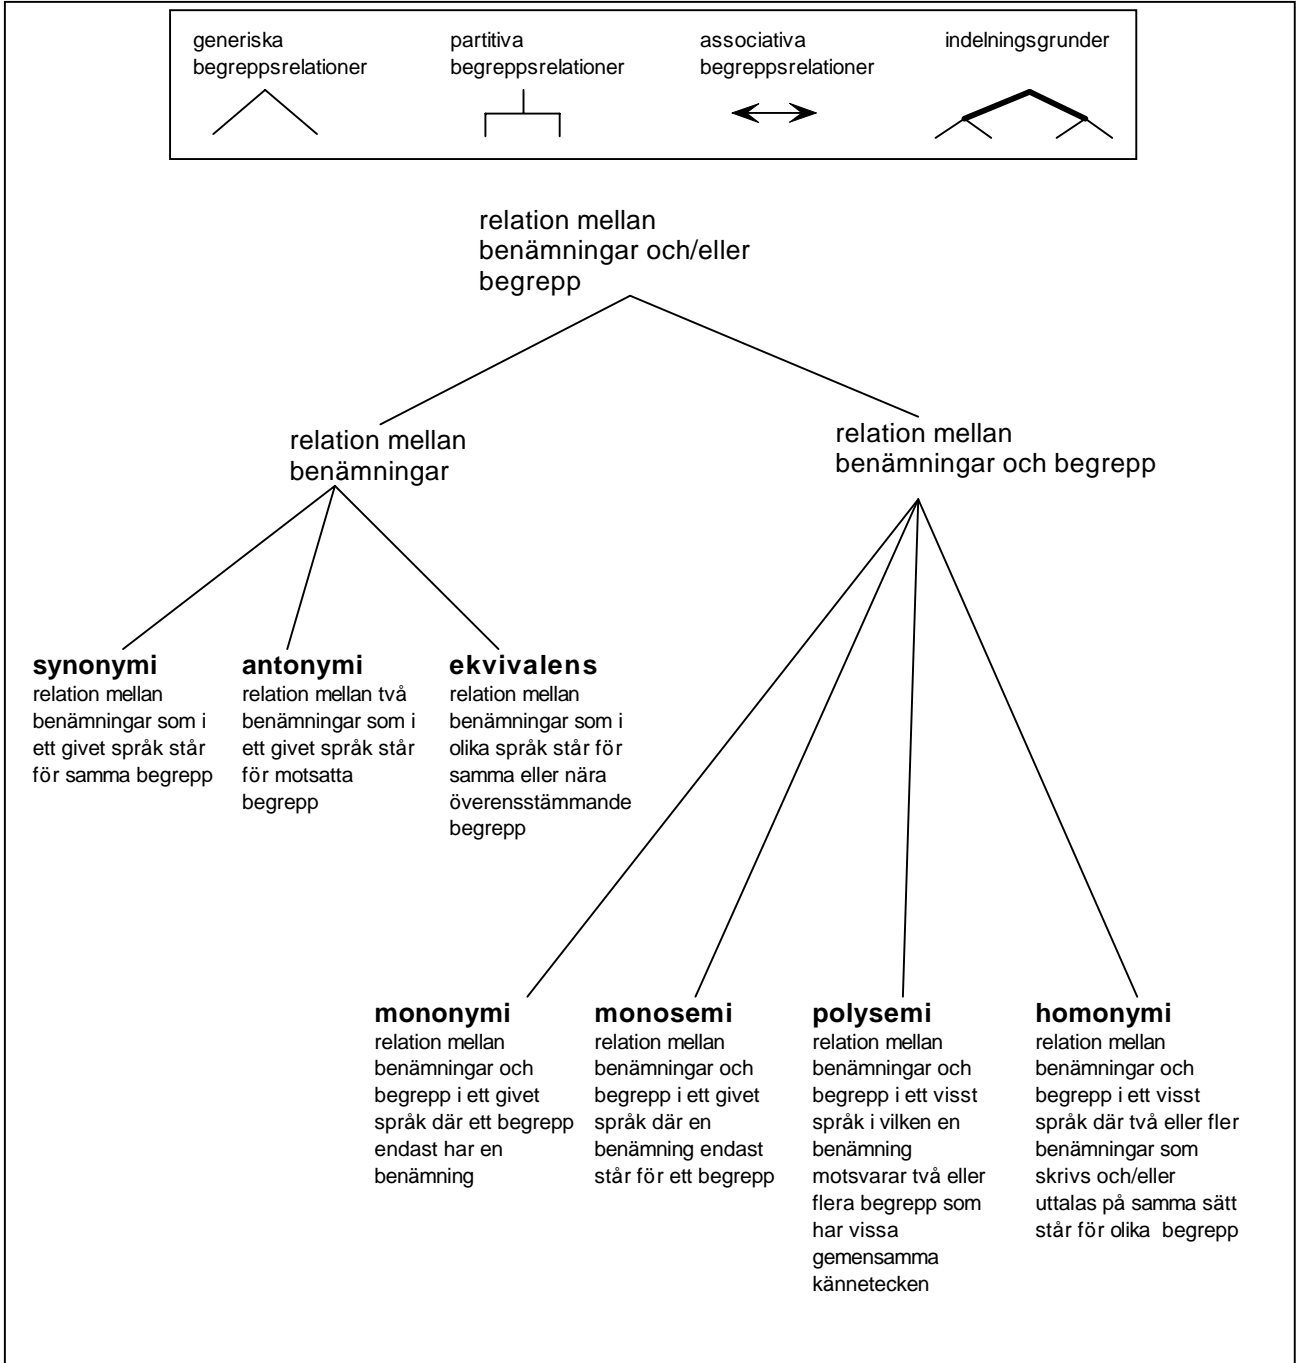 generiska
begreppsrelationer
partitiva
begreppsrelationer
associativa
begreppsrelationer
indelningsgrunder
relation mellan
benämningar och/eller
begrepp
relation mellan
benämningar
relation mellan
benämningar och begrepp
synonymi
relation mellan
benämningar som i
ett givet språk står
för samma begrepp
antonymi
relation mellan två
benämningar som i
ett givet språk står
för motsatta
begrepp
ekvivalens
relation mellan
benämningar som i
olika språk står för
samma eller nära
överensstämmande
begrepp
mononymi
relation mellan
benämningar och
begrepp i ett givet
språk där ett begrepp
endast har en
benämning
monosemi
relation mellan
benämningar och
begrepp i ett givet
språk där en
benämning endast
står för ett begrepp
polysemi
relation mellan
benämningar och
begrepp i ett visst
språk i vilken en
benämning
motsvarar två eller
flera begrepp som
har vissa
gemensamma
kännetecken
homonymi
relation mellan
benämningar och
begrepp i ett visst
språk där två eller fler
benämningar som
skrivs och/eller
uttalas på samma sätt
står för olika begrepp